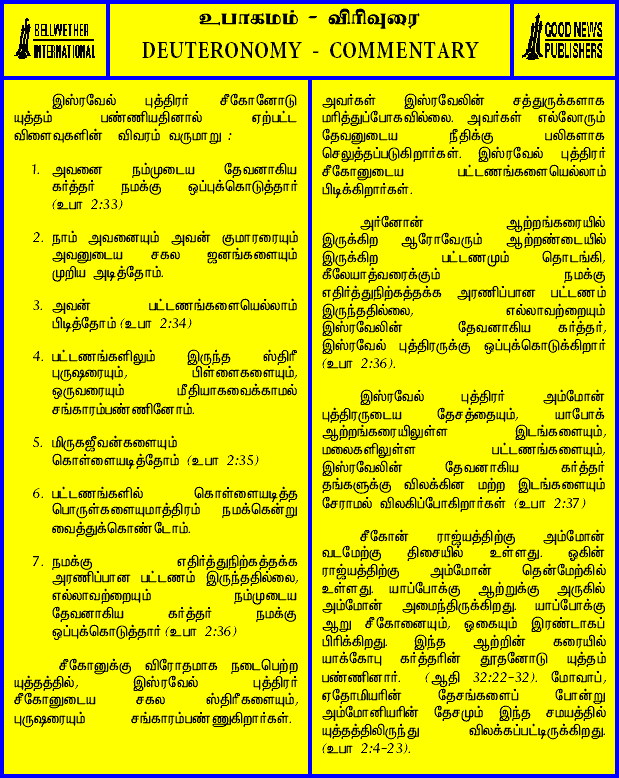 BELLWETHER
INTERNATIONAL
உபாகமம் - விரிவுரை
DEUTERONOMY - COMMENTARY
GOOD NEWS
PUBLISHERS
இஸ்ரவேல் புத்திரர் சீகோனோடு
யுத்தம் பண்ணியதினால் ஏற்பட்ட
விளைவுகளின் விவரம் வருமாறு :
1. அவனை நம்முடைய தேவனாகிய
கர்த்தர் நமக்கு ஒப்புக்கொடுத்தார்
(உபா 2:33)
2. நாம் அவனையும் அவன் குமாரரையும்
அவனுடைய சகல ஜனங்களையும்
முறிய அடித்தோம்.
3. அவன் பட்டணங்களையெல்லாம்
பிடித்தோம் (உபா 2:34)
4. பட்டணங்களிலும் இருந்த ஸ்திரீ
புருஷரையும், பிள்ளைகளையும்,
ஒருவரையும் மீதியாகவைக்காமல்
சங்காரம்பண்ணினோம்.
5. மிருகஜீவன்களையும்
கொள்ளையடித்தோம் (உபா 2:35)
6. பட்டணங்களில் கொள்ளையடித்த
பொருள்களையுமாத்திரம் நமக்கென்று
வைத்துக்கொண்டோம்.
7. நமக்கு எதிர்த்துநிற்கத்தக்க
அரணிப்பான பட்டணம் இருந்ததில்லை,
எல்லாவற்றையும் நம்முடைய
தேவனாகிய கர்த்தர் நமக்கு
ஒப்புக்கொடுத்தார் (உபா 2:36)
சீகோனுக்கு விரோதமாக நடைபெற்ற
யுத்தத்தில், இஸ்ரவேல் புத்திரர்
சீகோனுடைய சகல ஸ்திரீகளையும்,
புருஷரையும் சங்காரம்பண்ணுகிறார்கள்.
அவர்கள் இஸ்ரவேலின் சத்துருக்களாக
மரித்துப்போகவில்லை. அவர்கள் எல்லோரும்
தேவனுடைய நீதிக்கு பலிகளாக
செலுத்தப்படுகிறார்கள். இஸ்ரவேல் புத்திரர்
சீகோனுடைய பட்டணங்களையெல்லாம்
பிடிக்கிறார்கள்.
அர்னோன் ஆற்றங்கரையில்
இருக்கிற ஆரோவேரும் ஆற்றண்டையில்
இருக்கிற பட்டணமும் தொடங்கி,
கீலேயாத்வரைக்கும் நமக்கு
எதிர்த்துநிற்கத்தக்க அரணிப்பான பட்டணம்
இருந்ததில்லை, எல்லாவற்றையும்
இஸ்ரவேலின் தேவனாகிய கர்த்தர்,
இஸ்ரவேல் புத்திரருக்கு ஒப்புக்கொடுக்கிறார்
(உபா 2:36).
இஸ்ரவேல் புத்திரர் அம்மோன்
புத்திரருடைய தேசத்தையும், யாபோக்
ஆற்றங்கரையிலுள்ள இடங்களையும்,
மலைகளிலுள்ள பட்டணங்களையும்,
இஸ்ரவேலின் தேவனாகிய கர்த்தர்
தங்களுக்கு விலக்கின மற்ற இடங்களையும்
சேராமல் விலகிப்போகிறார்கள் (உபா 2:37)
சீகோன் ராஜ்யத்திற்கு அம்மோன்
வடமேற்கு திசையில் உள்ளது. ஓகின்
ராஜ்யத்திற்கு அம்மோன் தென்மேற்கில்
உள்ளது. யாப்போக்கு ஆற்றுக்கு அருகில்
அம்மோன் அமைந்திருக்கிறது. யாப்போக்கு
ஆறு சீகோனையும், ஓகையும் இரண்டாகப்
பிரிக்கிறது. இந்த ஆற்றின் கரையில்
யாக்கோபு கர்த்தரின் தூதனோடு யுத்தம்
பண்ணினார். (ஆதி 32:22-32). மோவாப்,
ஏதோமியரின் தேசங்களைப் போன்று
அம்மோனியரின் தேசமும் இந்த சமயத்தில்
யுத்தத்திலிருந்து விலக்கப்பட்டிருக்கிறது.
(உபா 2:4-23).